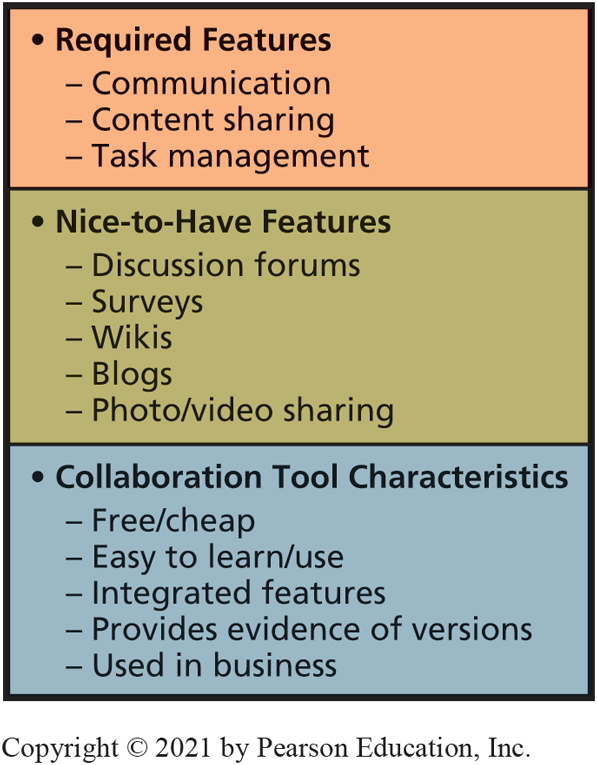 • Required Features
– Communication
– Content sharing
– Task management
• Nice-to-Have Features
– Discussion forums
– Surveys
– Wikis
– Blogs
– Photo/video sharing
• Collaboration Tool Characteristics
– Free/cheap
– Easy to learn/use
– Integrated features
– Provides evidence of versions
– Used in business
Copyright © 2021 by Pearson Education, Inc.